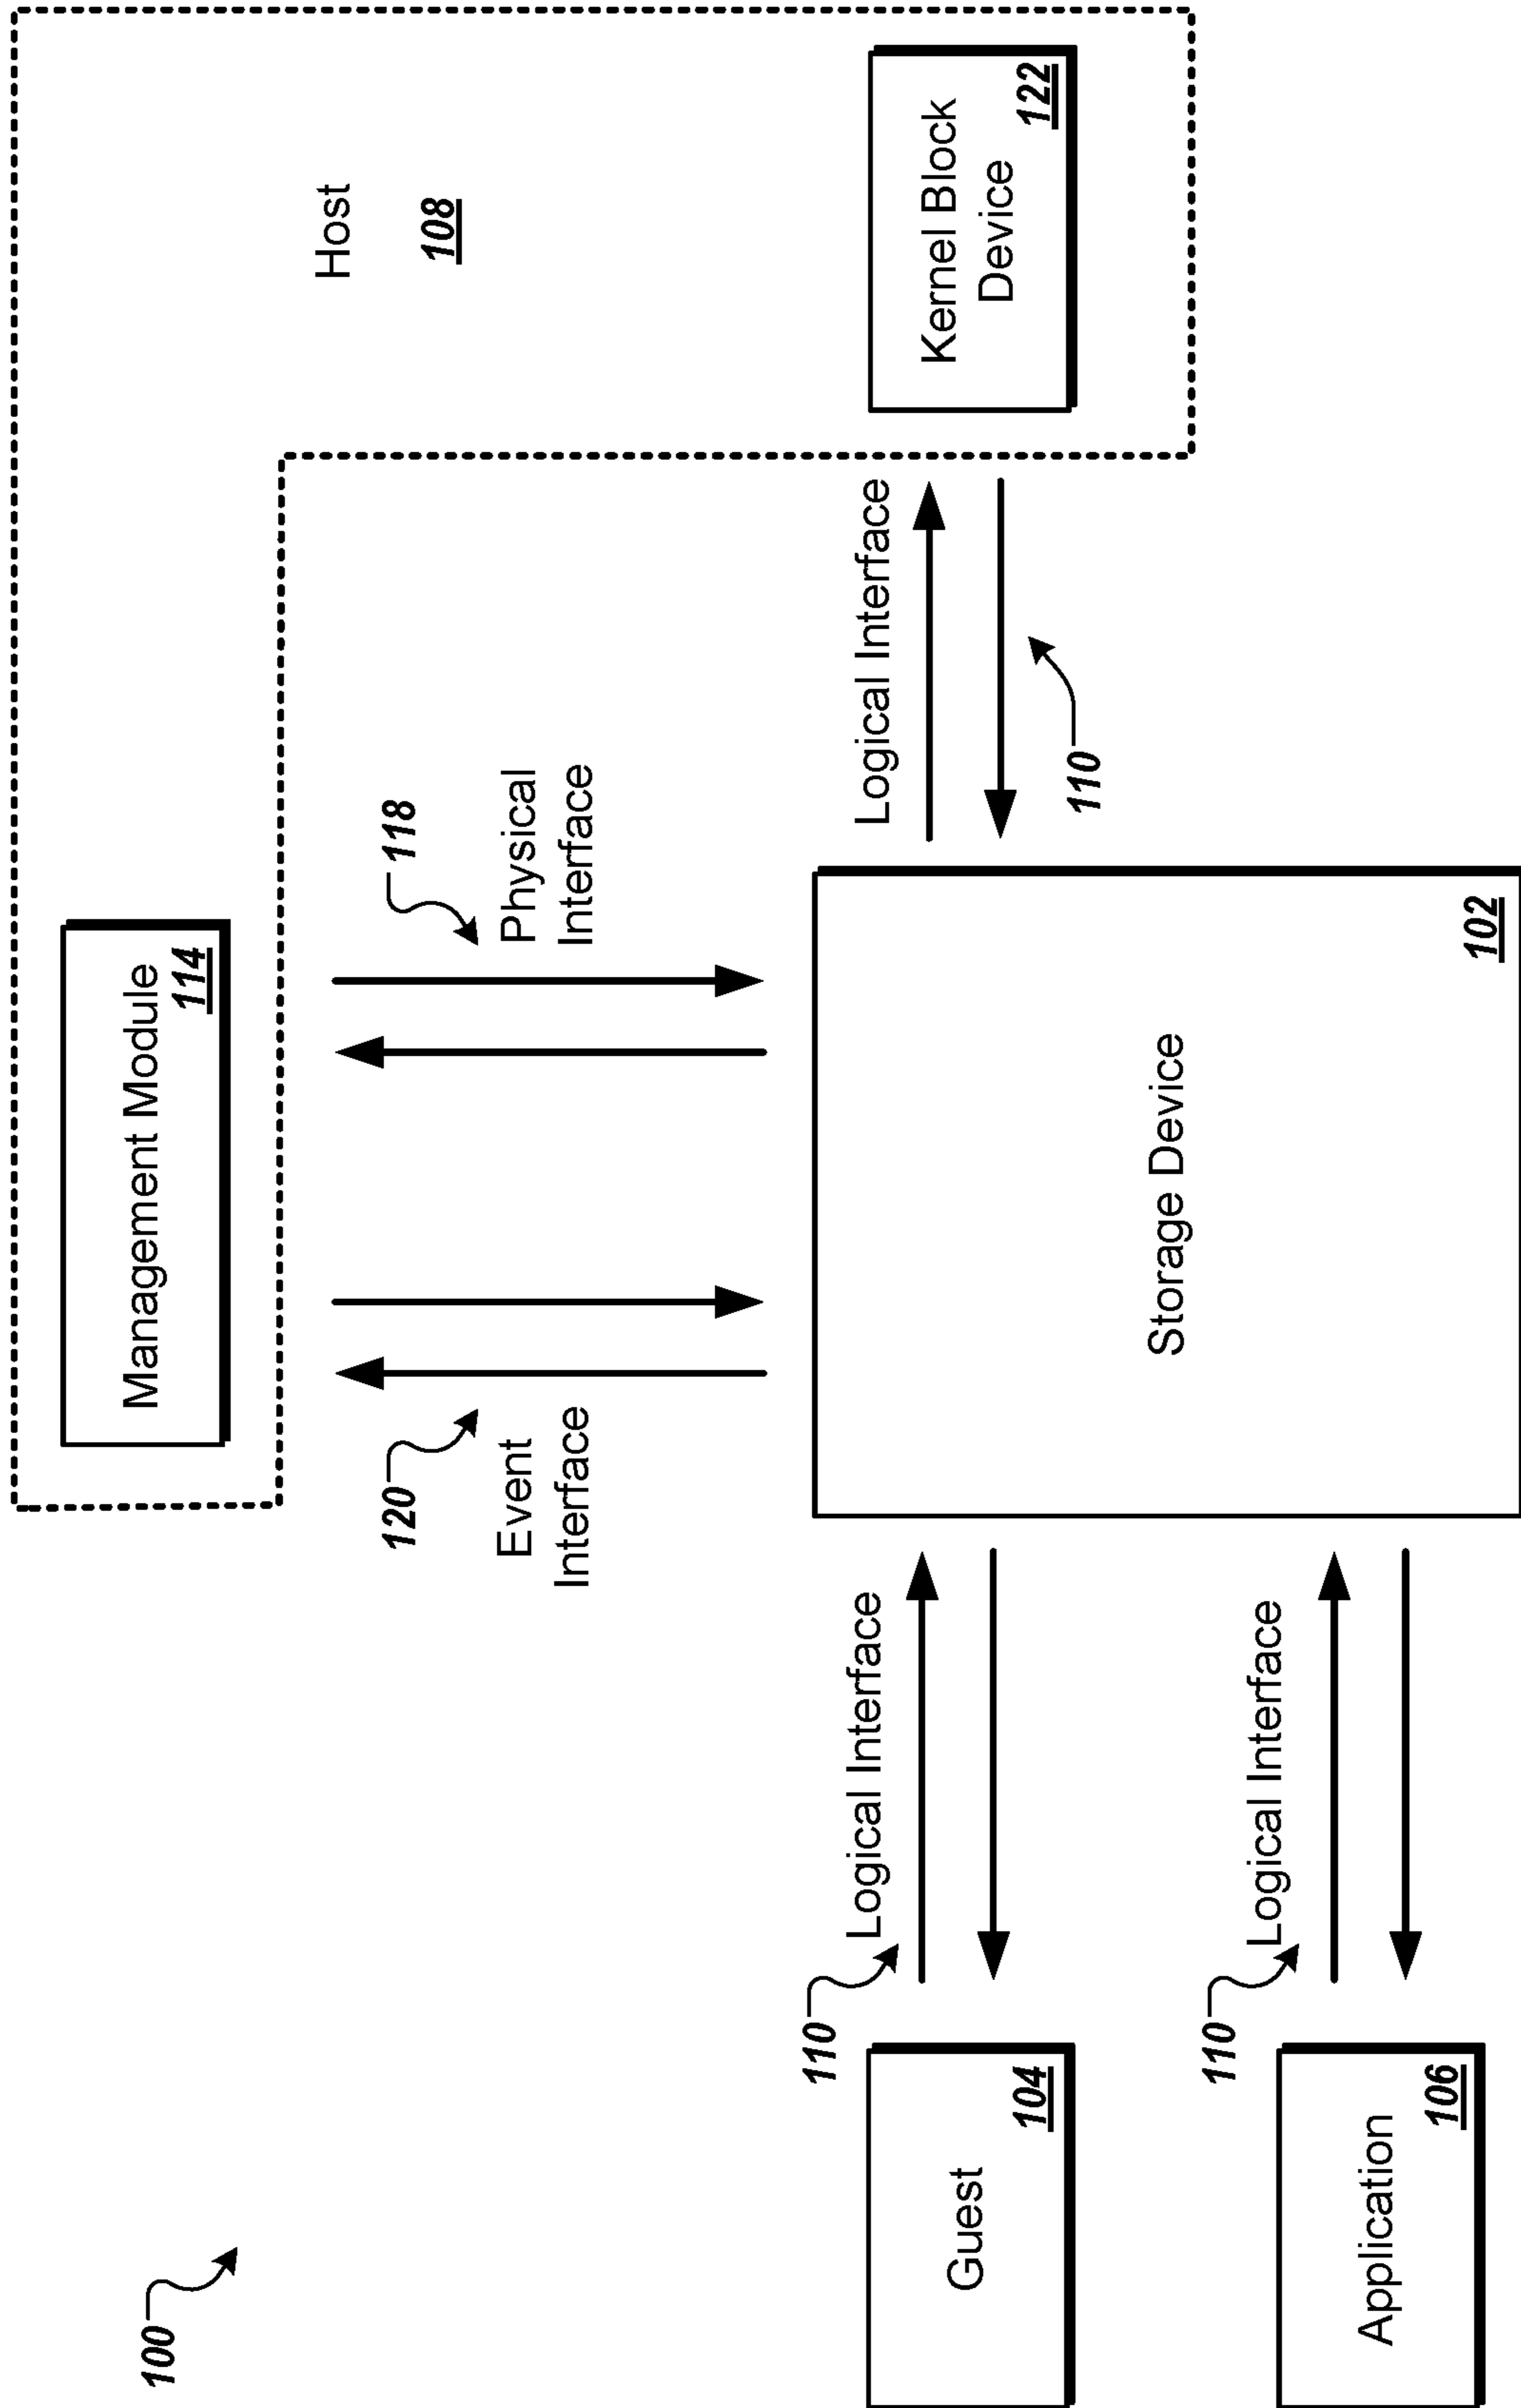 100
Management Module
114
Host
108
120
Event
Interface
118
Physical
Interface
110
Logical Interface
Guest
104
Storage Device
102
Logical Interface
110
Kernel Block
Device
122
110
Logical Interface
Application
106